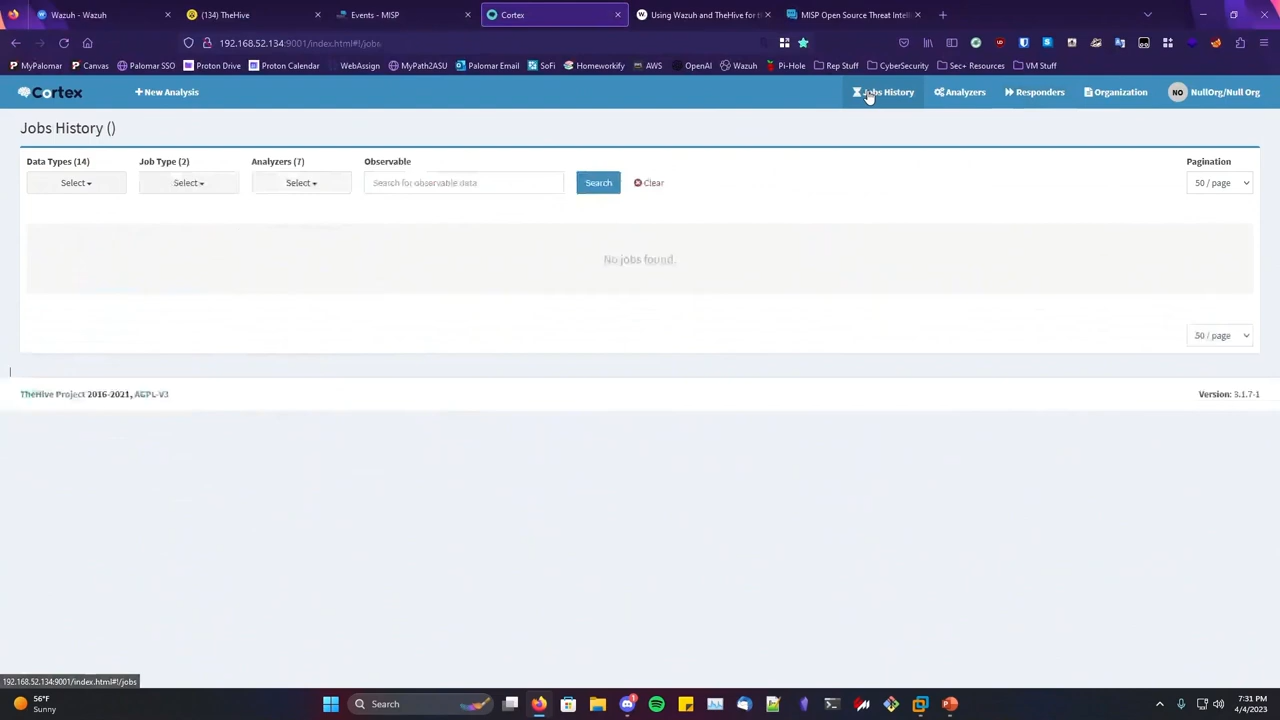 Wazuh - Wazuh
(134) TheHive
Events - MISP
Cortex
Using Wazuh and TheHive for th
MISP Open Source Threat Intelli
192.168.52.134:9001/index.html#!/jobs
MyPalomar
Canvas
Palomar SSO
Proton Drive
Proton Calendar
WebAssign
MyPath2ASU
Palomar Email
SoFi
Homeworkify
AWS
OpenAI
Wazuh
Pi-Hole
Rep Stuff
CyberSecurity
Sec+ Resources
VM Stuff
Cortex
+ New Analysis
Jobs History
Analyzers
Responders
Organization
NO
NullOrg/Null Org
Jobs History ()
Data Types (14)
Job Type (2)
Analyzers (7)
Observable
Pagination
Select
Select
Select
Search for observable data
Search
Clear
50 / page
No jobs found.
50 / page
TheHive Project 2016-2021, AGPL-V3
Version: 3.1.7-1
192.168.52.134:9001/index.html#!/jobs
56°F
Sunny
Search
7:31 PM
4/4/2023